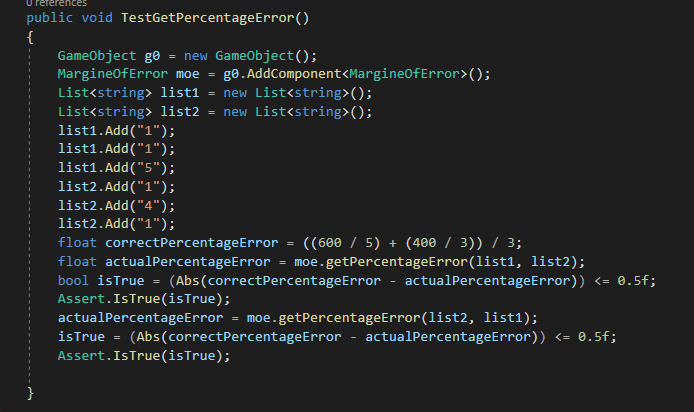 0 references
public void TestGetPercentageError()
{
GameObject g0 = new GameObject();
MargineOfError moe = g0.AddComponent<MargineOfError>();
List<string> list1 = new List<string>();
List<string> list2 = new List<string>();
list1.Add("1");
list1.Add("1");
list1.Add("5");
list2.Add("1");
list2.Add("4");
list2.Add("1");
float correctPercentageError = ((600 / 5) + (400 / 3)) / 3;
float actualPercentageError = moe.getPercentageError(list1, list2);
bool isTrue = (Abs(correctPercentageError - actualPercentageError)) <= 0.5f;
Assert.IsTrue(isTrue);
actualPercentageError = moe.getPercentageError(list2, list1);
isTrue = (Abs(correctPercentageError - actualPercentageError)) <= 0.5f;
Assert.IsTrue(isTrue);
}